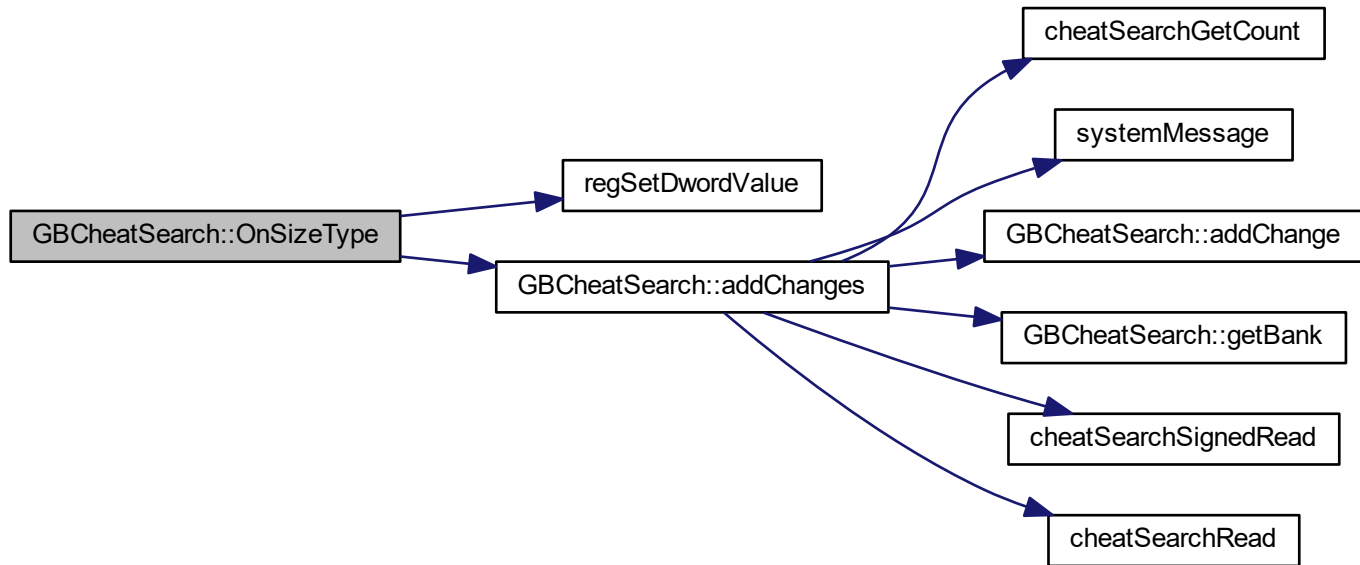 GBCheatSearch::OnSizeType
regSetDwordValue
GBCheatSearch::addChanges
cheatSearchGetCount
systemMessage
GBCheatSearch::addChange
GBCheatSearch::getBank
cheatSearchSignedRead
cheatSearchRead